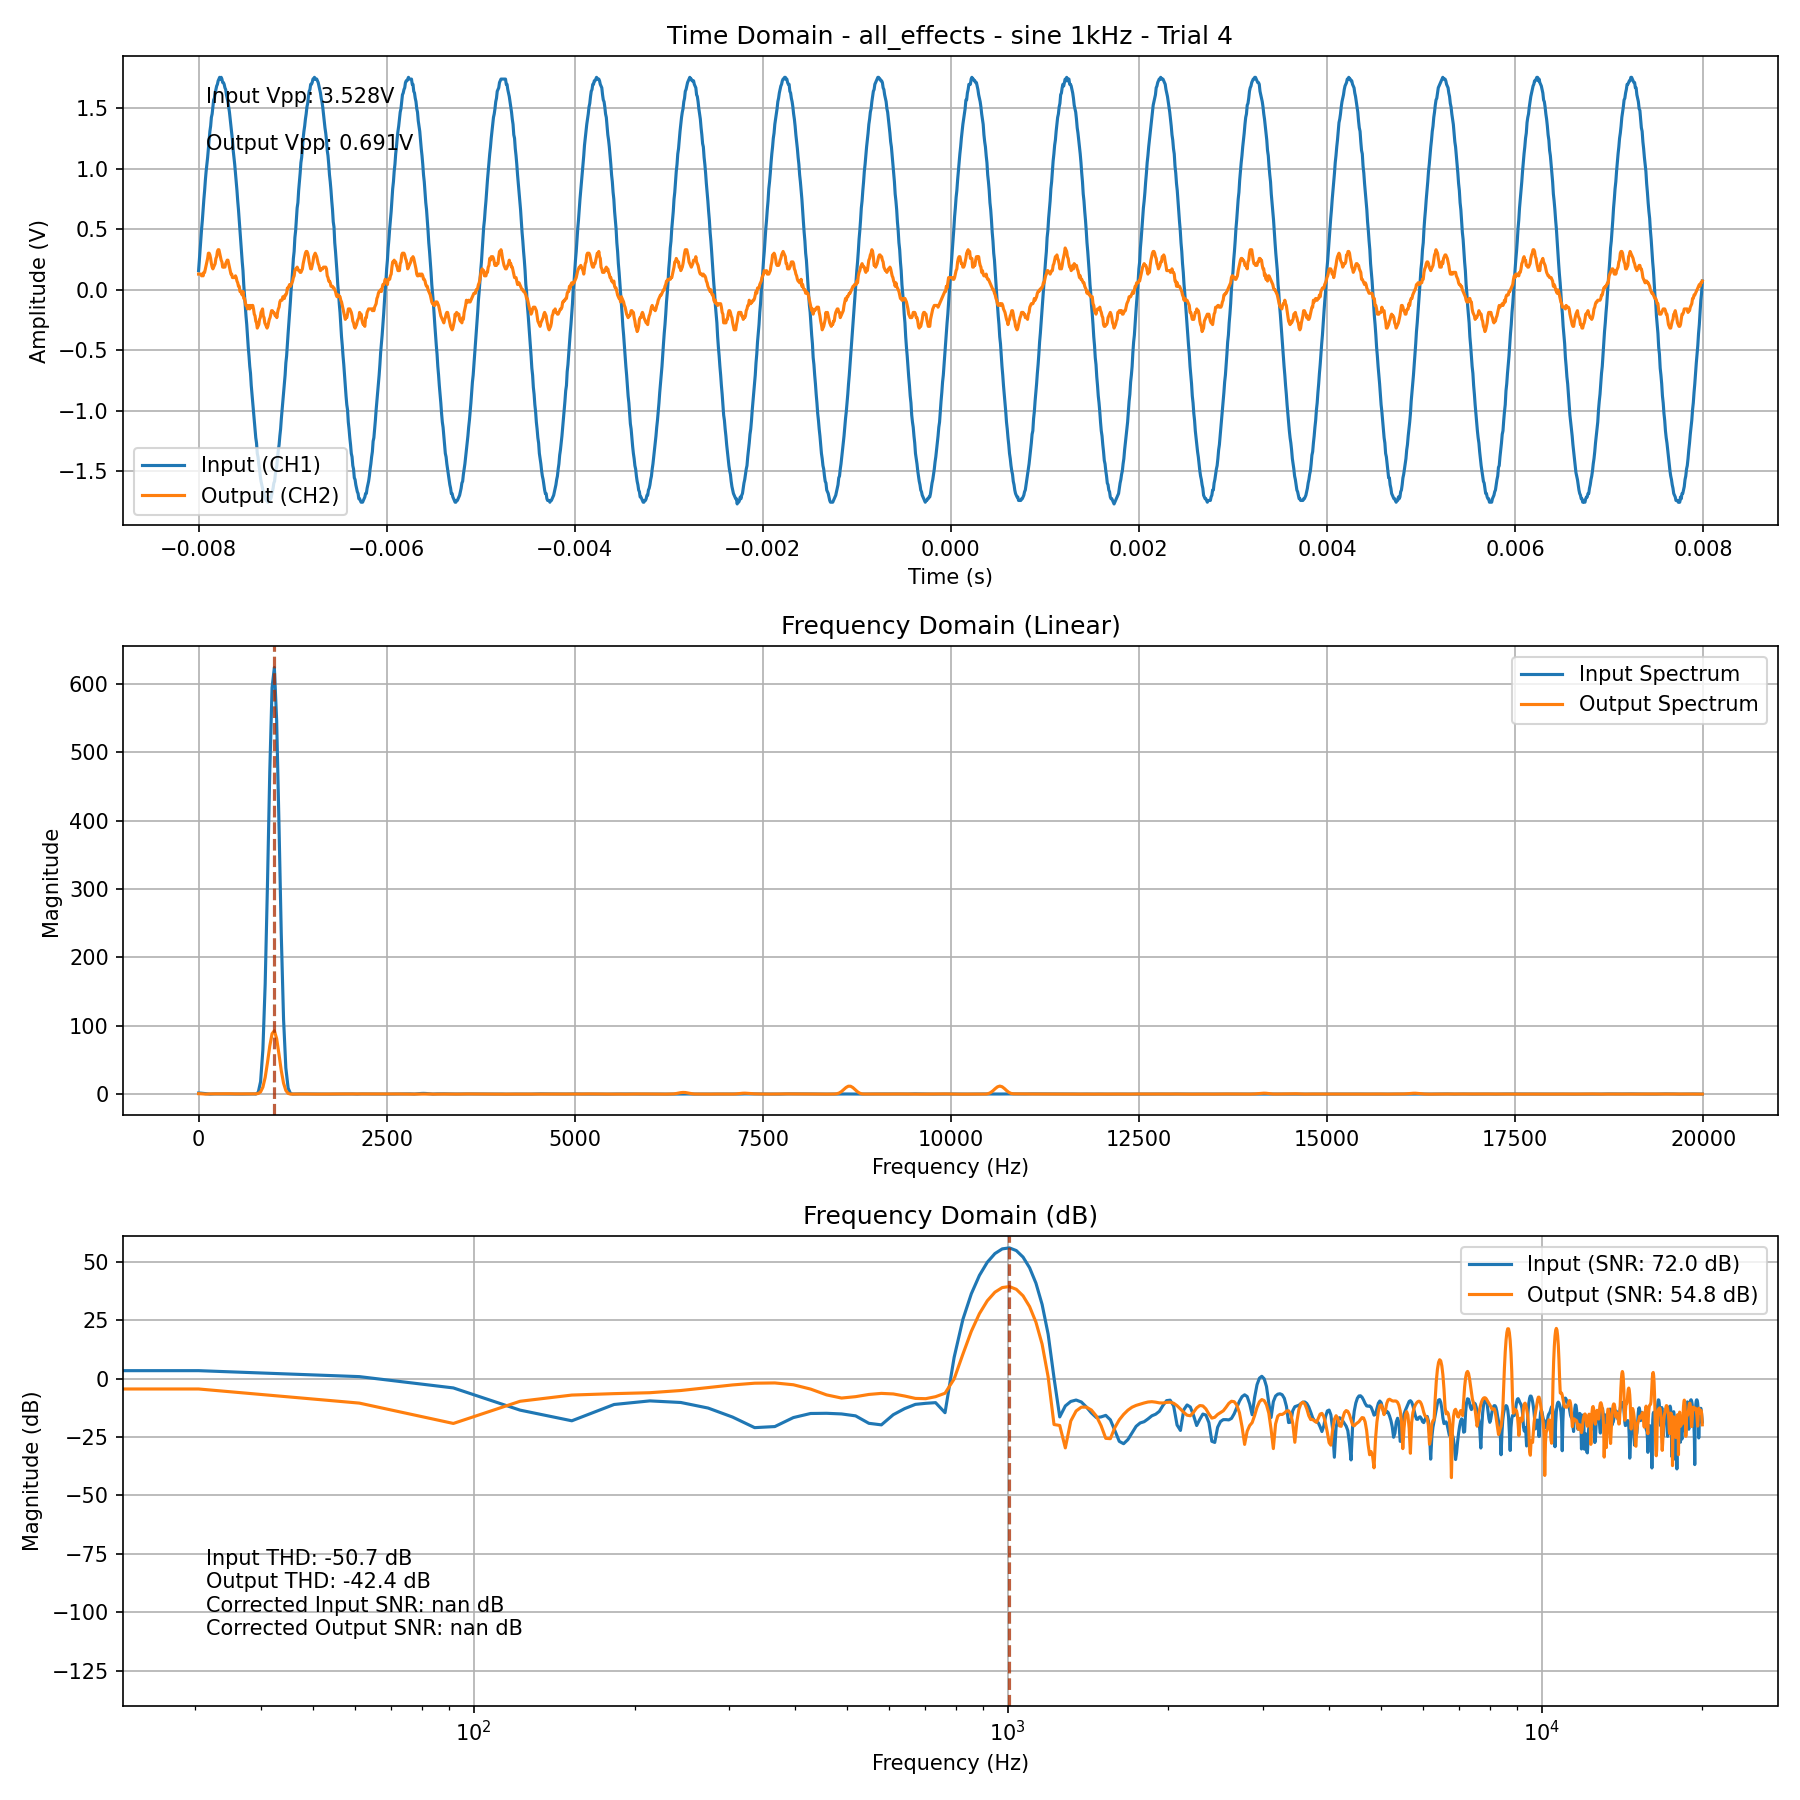 Time Domain - all_effects - sine 1kHz - Trial 4
Amplitude (V)
1.5
1.0
0.5
0.0
−0.5
−1.0
−1.5
Input Vpp: 3.528V
Output Vpp: 0.691V
Input (CH1)
Output (CH2)
−0.008 −0.006 −0.004 −0.002 0.000 0.002 0.004 0.006 0.008
Time (s)
Frequency Domain (Linear)
Magnitude
600
500
400
300
200
100
0
Input Spectrum
Output Spectrum
0 2500 5000 7500 10000 12500 15000 17500 20000
Frequency (Hz)
Frequency Domain (dB)
Magnitude (dB)
50
25
0
−25
−50
−75
−100
−125
Input (SNR: 72.0 dB)
Output (SNR: 54.8 dB)
Input THD: -50.7 dB
Output THD: -42.4 dB
Corrected Input SNR: nan dB
Corrected Output SNR: nan dB
10² 10³ 10⁴
Frequency (Hz)